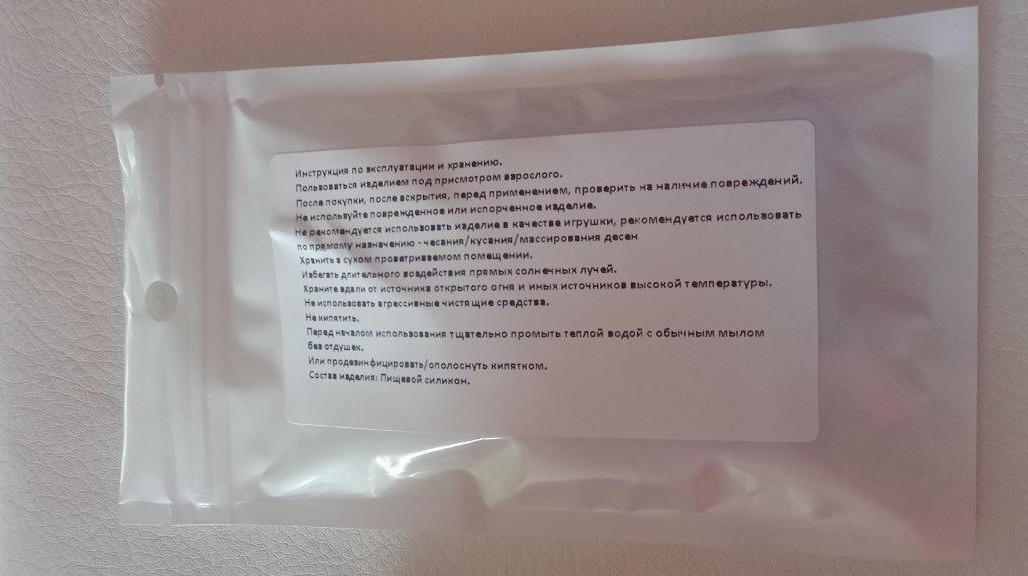 Инструкция по эксплуатации и хранению.
Пользоваться изделием под присмотром взрослого.
После покупки, после вскрытия, перед применением, проверить на наличие повреждений.
Не используйте поврежденное или испорченное изделие.
Не рекомендуется использовать изделие в качестве игрушки, рекомендуется использовать
по прямому назначению - чесания/кусания/массирования десен
Хранить в сухом проветриваемом помещении.
Избегать длительного воздействия прямых солнечных лучей.
Храните вдали от источника открытого огня и иных источников высокой температуры.
Не использовать агрессивные чистящие средства.
Не кипятить.
Перед началом использования тщательно промыть теплой водой с обычным мылом
без отдушек.
Или продезинфицировать/ополоснуть кипятком.
Состав изделия: Пищевой силикон.